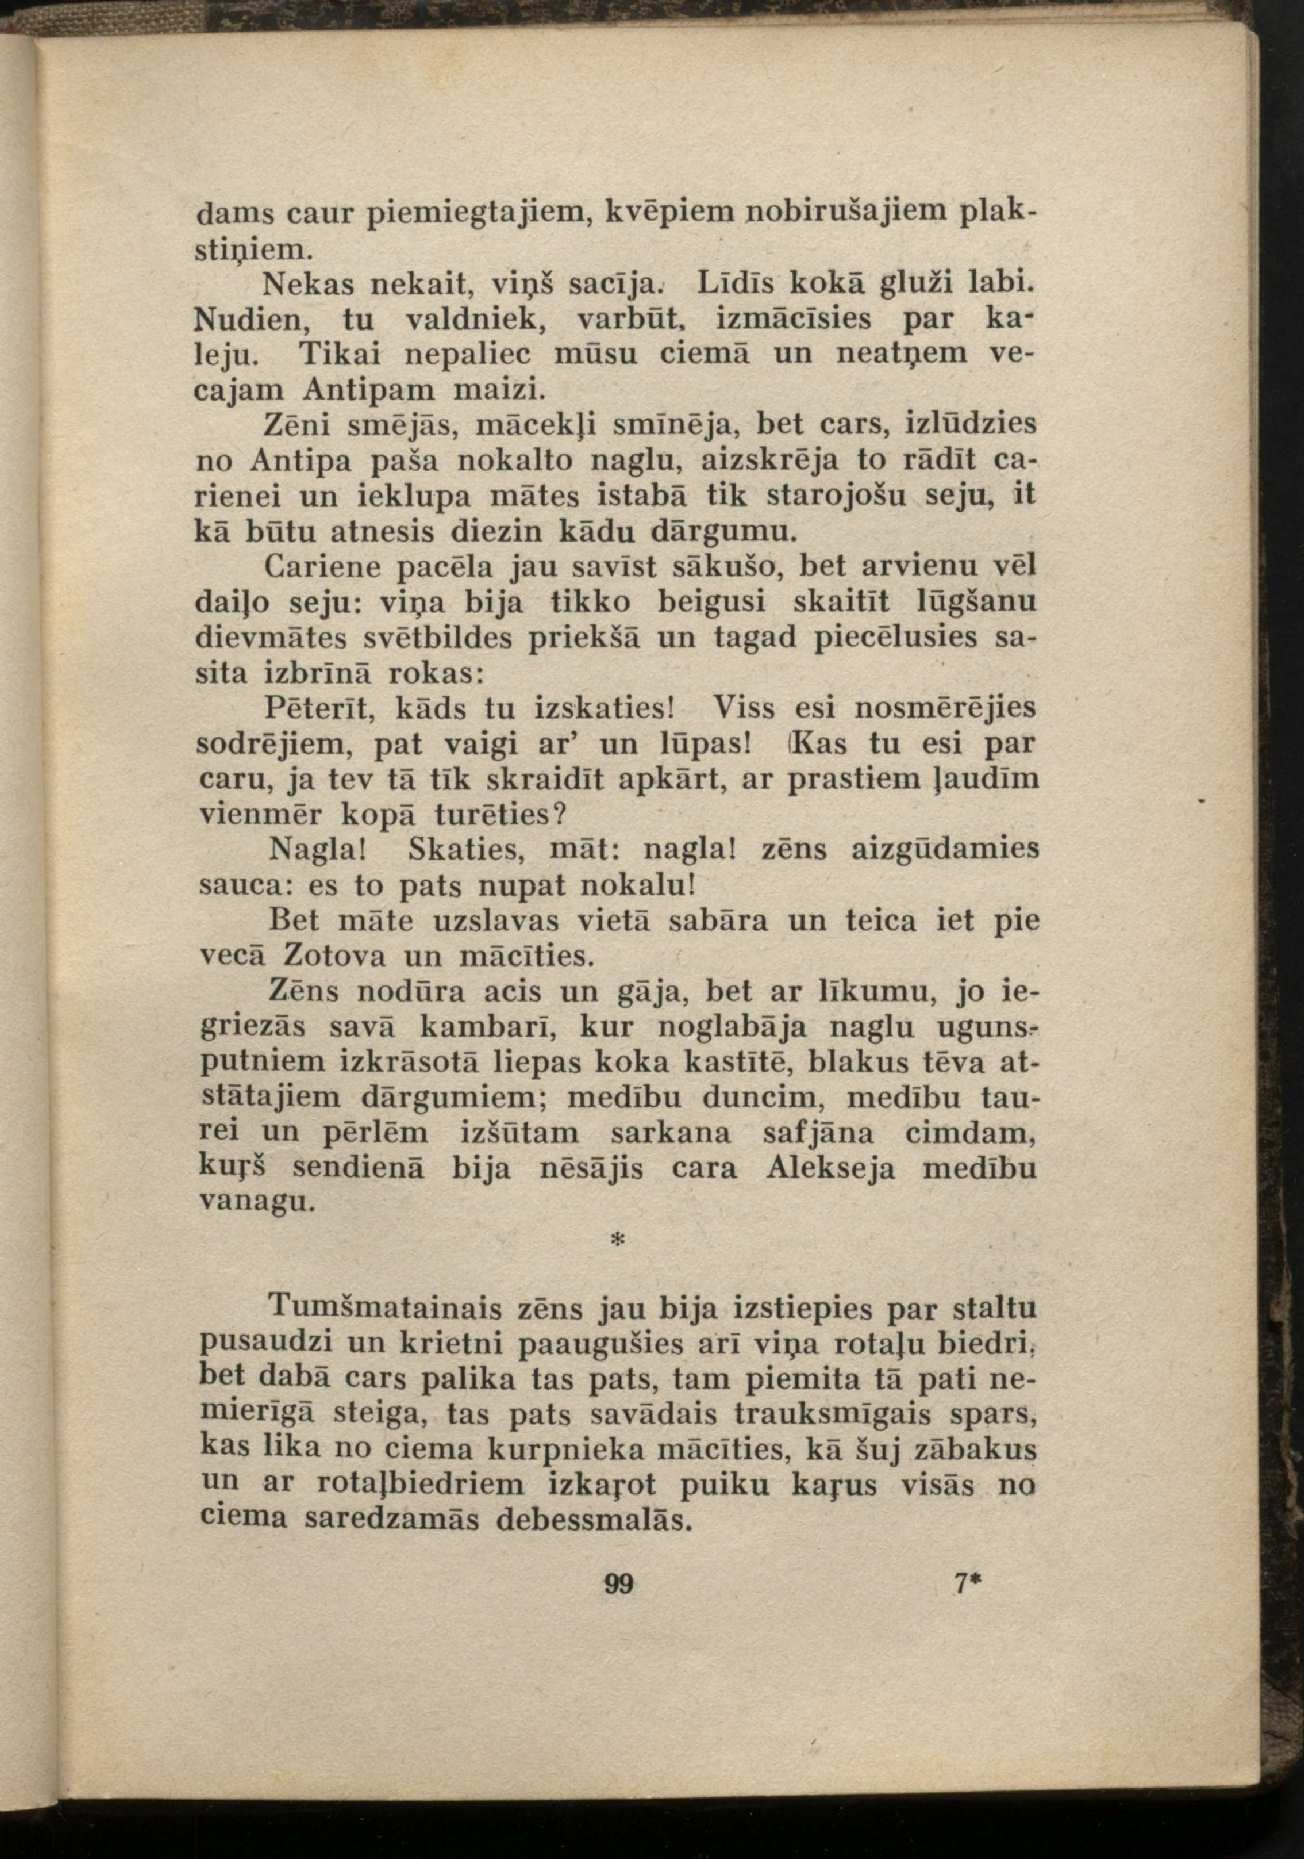 dams caur piemiegtajiem, kvēpiem nobirušajiem plak-
stiņiem.
Nekas nekait, viņš sacīja. Līdīs kokā gluži labi.
Nudien, tu valdniek, varbūt, izmācīsies par ka-
leju. Tikai nepaliec mūsu ciemā un neatņem ve-
cajam Antipam maizi.
Zēni smējās, mācekļi smīnēja, bet cars, izlūdzies
no Antipa paša nokalto naglu, aizskrēja to rādīt ca-
rienei un ieklupa mātes istabā tik starojošu seju, it
kā būtu atnesis diezin kādu dārgumu.
Cariene pacēla jau savīst sākušo, bet arvienu vēl
daiļo seju: viņa bija tikko beigusi skaitīt lūgšanu
dievmātes svētbildes priekšā un tagad piecēlusies sa-
sita izbrīnā rokas:
Pēterīt, kāds tu izskaties! Viss esi nosmērējies
sodrējiem, pat vaigi ar’ un lūpas! Kas tu esi par
caru, ja tev tā tīk skraidīt apkārt, ar prastiem ļaudīm
vienmēr kopā turēties?
Nagla! Skaties, māt: nagla! zēns aizgūdamies
sauca: es to pats nupat nokalu!
Bet māte uzslavas vietā sabāra un teica iet pie
vecā Zotova un mācīties.
Zēns nodūra acis un gāja, bet ar līkumu, jo ie-
griezās savā kambarī, kur noglabāja naglu uguns-
putniem izkrāsotā liepas koka kastītē, blakus tēva at-
stātajiem dārgumiem; medību duncim, medību tau-
rei un pērlēm izšūtam sarkana safjāna cimdam,
kuŗš sendienā bija nēsājis cara Alekseja medību
vanagu.
*
Tumšmatainais zēns jau bija izstiepies par staltu
pusaudzi un krietni paaugušies arī viņa rotaļu biedri,
bet dabā cars palika tas pats, tam piemita tā pati ne-
mierīgā steiga, tas pats savādais trauksmīgais spars,
kas lika no ciema kurpnieka mācīties, kā šuj zābakus
un ar rotaļbiedriem izkaŗot puiku kaŗus visās no
ciema saredzamās debessmalās.
99 7*